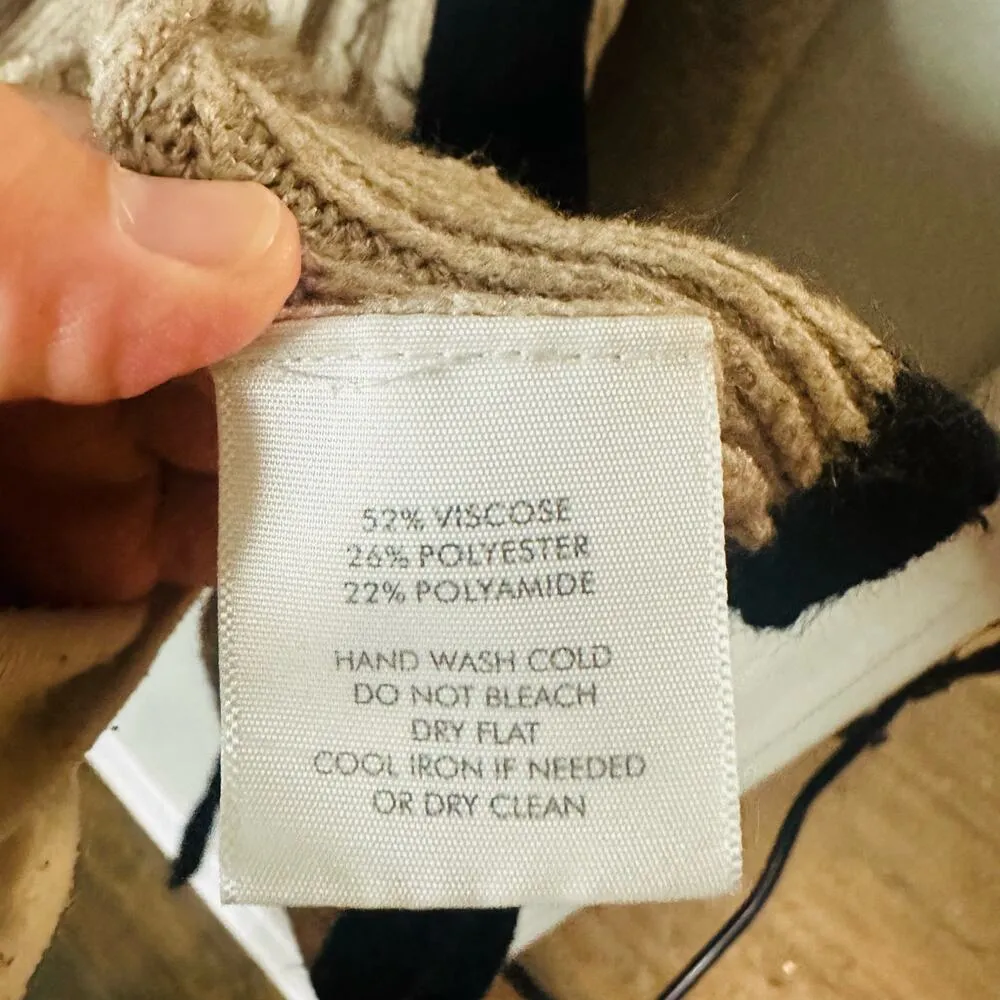 52% VISCOSE
26% POLYESTER
22% POLYAMIDE
HAND WASH COLD
DO NOT BLEACH
DRY FLAT
COOL IRON IF NEEDED
OR DRY CLEAN